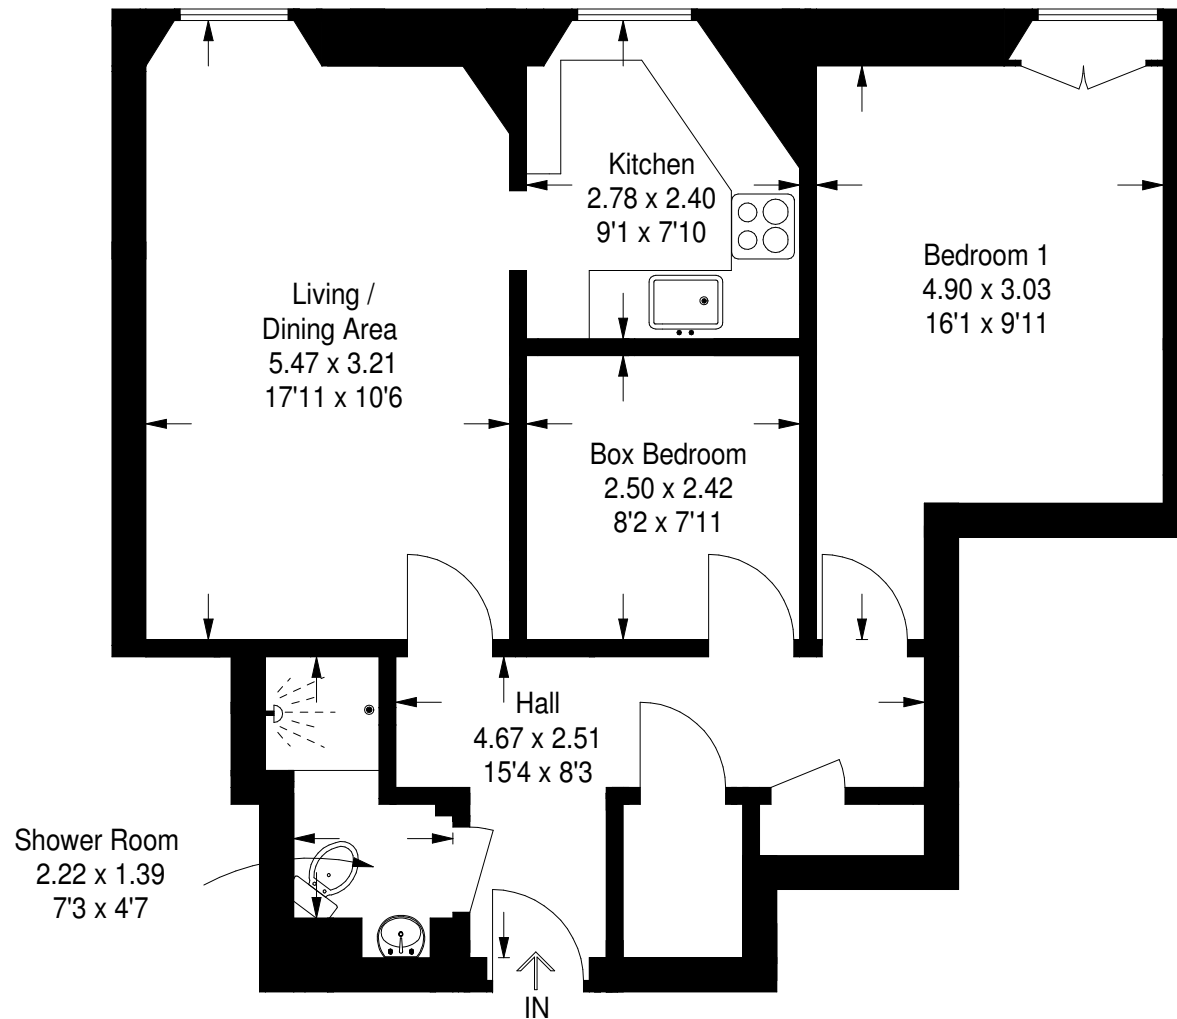 Kitchen
2.78 x 2.40
9'1 x 7'10
Bedroom 1
4.90 x 3.03
16'1 x 9'11
Living /
Dining Area
5.47 x 3.21
17'11 x 10'6
Box Bedroom
2.50 x 2.42
8'2 x 7'11
Hall
4.67 x 2.51
15'4 x 8'3
Shower Room
2.22 x 1.39
7'3 x 4'7
IN